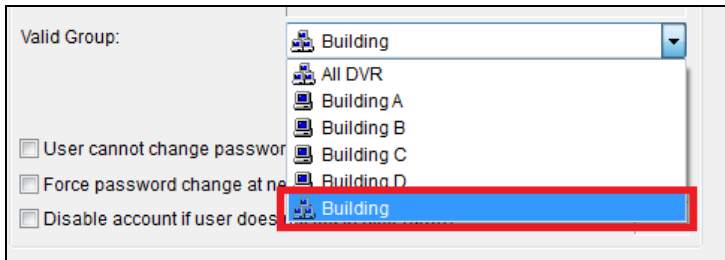 Valid Group:
Building
All DVR
Building A
Building B
Building C
User cannot change passwor
Building D
Force password change at ne
Building
Disable account if user does